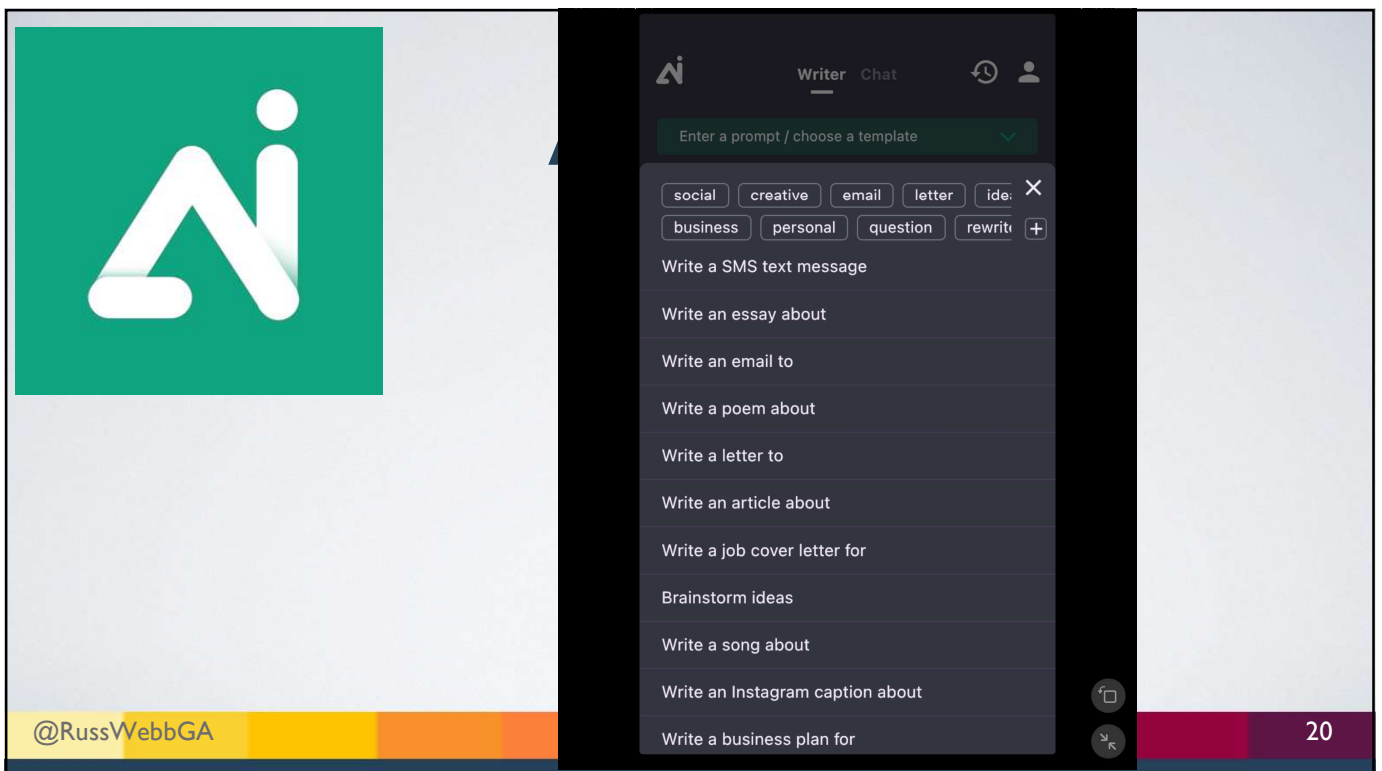 Ai
Ai Writer Chat
Enter a prompt / choose a template
social creative email letter
business personal question
Write a SMS text message
Write an essay about
Write an email to
Write a poem about
Write a letter to
Write an article about
Write a job cover letter for
Brainstorm ideas
Write a song about
Write an Instagram caption about
Write a business plan for
@RussWebbGA 20